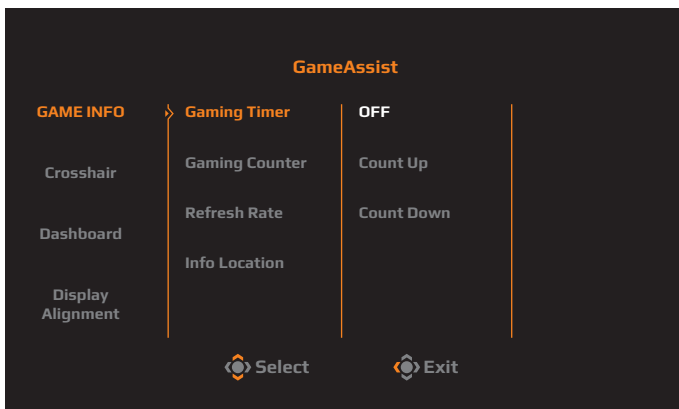 GameAssist
GAME INFO
Crosshair
Dashboard
Display
Alignment
Gaming Timer
Gaming Counter
Refresh Rate
Info Location
OFF
Count Up
Count Down
Select
Exit